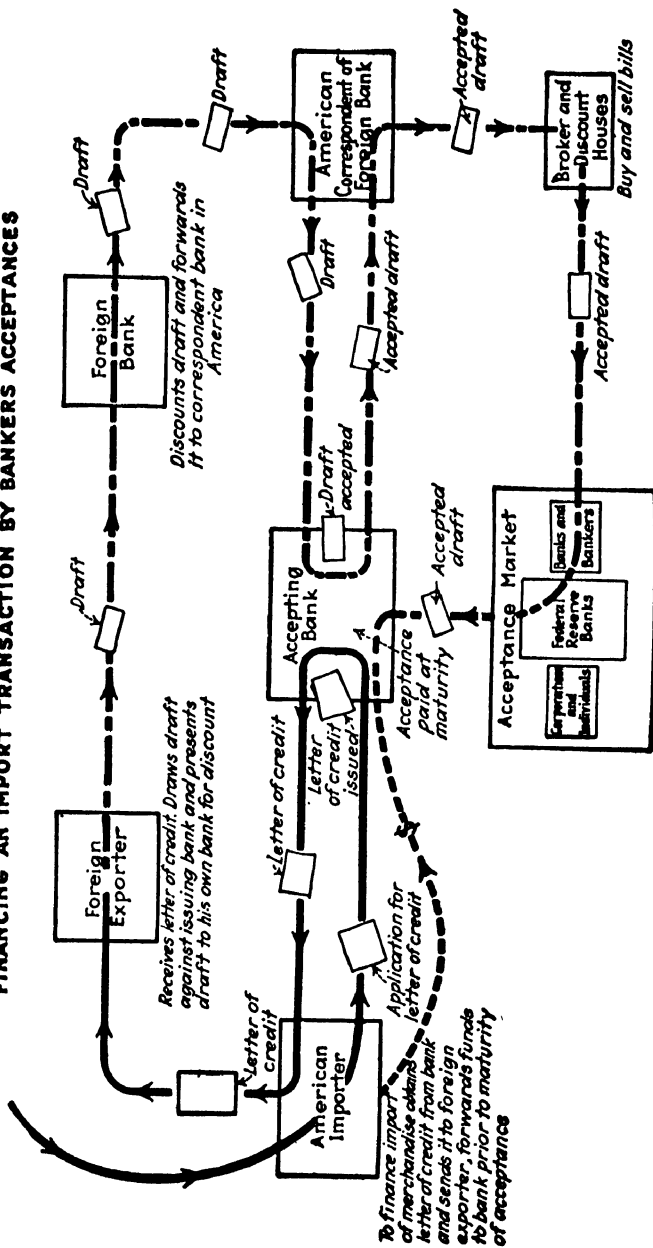 FINANCING AN IMPORT TRANSACTION BY BANKERS ACCEPTANCES
Foreign
Exporter
Receives letter of credit. Draws draft
against issuing bank and presents
draft to his own bank for discount
Draft
Foreign
Bank
Discounts draft and forwards
it to correspondent bank in
America
Draft
Draft
American
Correspondent of
Foreign Bank
Draft
Accepted draft
Accepted
draft
Broker and
Discount
Houses
Buy and sell bills
Accepted draft
Acceptance Market
Banks and
Bankers
Federal
Reserve
Banks
Corporation
and
Individuals
Accepted
draft
Accepting
Bank
Draft
accepted
Acceptance
paid at
maturity
Letter
of credit
issued
Letter of credit
Letter of
credit
Application for
letter of credit
American
Importer
To finance import
of merchandise obtains
letter of credit from bank
and sends it to foreign
exporter, forwards funds
to bank prior to maturity
of acceptance